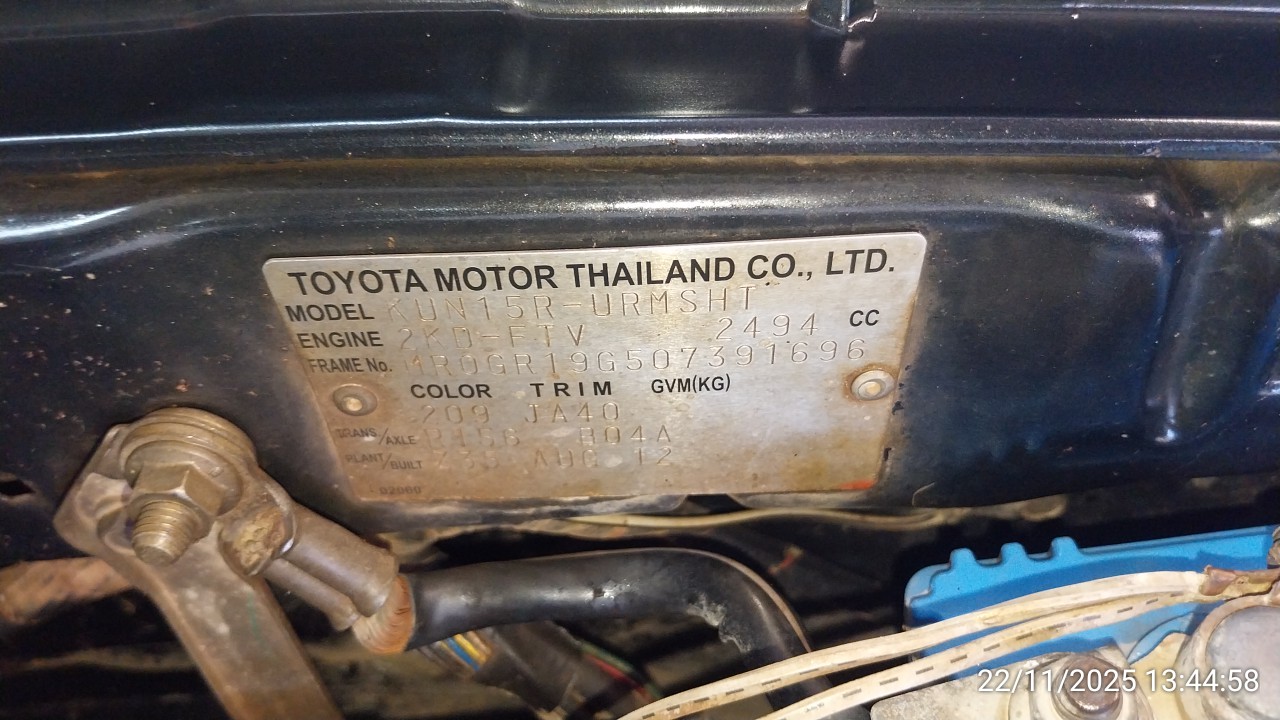 TOYOTA MOTOR THAILAND CO., LTD.
MODEL KUN15R-URMSHT
ENGINE 2KD-FTV 2494 CC
FRAME No. MR0GR19G507391696
COLOR TRIM GVM(KG)
209 JA40
TRANS/AXLE R156 B04A
PLANT/BUILT AUG 12
02060
22/11/2025 13:44:58